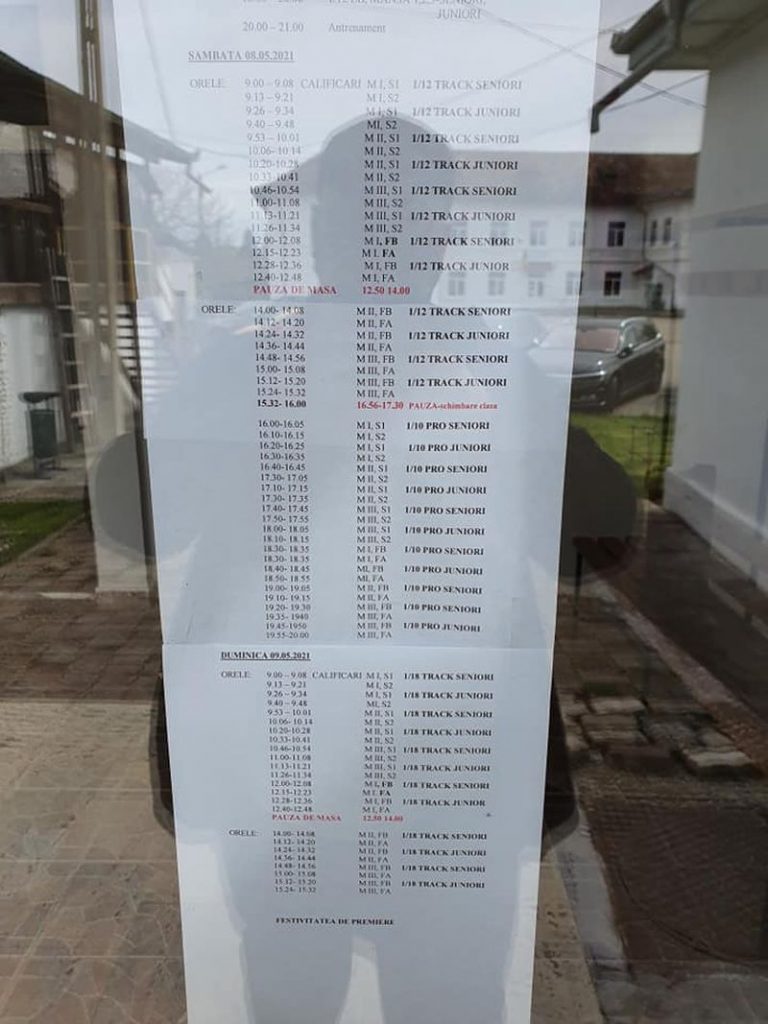 JUNIORI
20.00 – 21.00 Antrenament
SAMBATA 08.05.2021
ORELE: 9.00 – 9.08 CALIFICARI M I, S1 1/12 TRACK SENIORI
9.13 – 9.21 M I, S2
9.26 – 9.34 M I, S1 1/12 TRACK JUNIORI
9.40 – 9.48 MI, S2
9.53 – 10.01 M II, S1 1/12 TRACK SENIORI
10.06- 10.14 M II, S2
10.20-10.28 M II, S1 1/12 TRACK JUNIORI
10.33-10.41 M II, S2
10.46-10.54 M III, S1 1/12 TRACK SENIORI
11.00-11.08 M III, S2
11.13-11.21 M III, S1 1/12 TRACK JUNIORI
11.26-11.34 M III, S2
12.00-12.08 M I, FB 1/12 TRACK SENIORI
12.15-12.23 M I, FA
12.28-12.36 M I, FB 1/12 TRACK JUNIOR
12.40-12.48 M I, FA
PAUZA DE MASA 12.50 14.00
ORELE: 14.00- 14.08 M II, FB 1/12 TRACK SENIORI
14.12- 14.20 M II, FA
14.24- 14.32 M II, FB 1/12 TRACK JUNIORI
14.36- 14.44 M II, FA
14.48- 14.56 M III, FB 1/12 TRACK SENIORI
15.00- 15.08 M III, FA
15.12- 15.20 M III, FB 1/12 TRACK JUNIORI
15.24- 15.32 M III, FA
15.32- 16.00 16.56-17.30 PAUZA-schimbare clasa
16.00-16.05 M I, S1 1/10 PRO SENIORI
16.10-16.15 M I, S2
16.20-16.25 M I, S1 1/10 PRO JUNIORI
16.30-16.35 M I, S2
16.40-16.45 M II, S1 1/10 PRO SENIORI
17.30- 17.05 M II, S2
17.10- 17.15 M II, S1 1/10 PRO JUNIORI
17.30- 17.35 M II, S2
17.40- 17.45 M III, S1 1/10 PRO SENIORI
17.50- 17.55 M III, S2
18.00- 18.05 M III, S1 1/10 PRO JUNIORI
18.10- 18.15 M III, S2
18.30- 18.35 M I, FB 1/10 PRO SENIORI
18.30- 18.35 M I, FA
18.40- 18.45 MI, FB 1/10 PRO JUNIORI
18.50- 18.55 MI, FA
19.00- 19.05 M II, FB 1/10 PRO SENIORI
19.10- 19.15 M II, FA
19.20- 19.30 M III, FB 1/10 PRO SENIORI
19.35- 1940 M III, FA
19.45-1950 M III, FB 1/10 PRO JUNIORI
19.55-20.00 M III, FA
DUMINICA 09.05.2021
ORELE: 9.00 – 9.08 CALIFICARI M I, S1 1/18 TRACK SENIORI
9.13 – 9.21 M I, S2
9.26 – 9.34 M I, S1 1/18 TRACK JUNIORI
9.40 – 9.48 MI, S2
9.53 – 10.01 M II, S1 1/18 TRACK SENIORI
10.06- 10.14 M II, S2
10.20-10.28 M II, S1 1/18 TRACK JUNIORI
10.33-10.41 M II, S2
10.46-10.54 M III, S1 1/18 TRACK SENIORI
11.00-11.08 M III, S2
11.13-11.21 M III, S1 1/18 TRACK JUNIORI
11.26-11.34 M III, S2
12.00-12.08 M I, FB 1/18 TRACK SENIORI
12.15-12.23 M I, FA
12.28-12.36 M I, FB 1/18 TRACK JUNIOR
12.40-12.48 M I, FA
PAUZA DE MASA 12.50 14.00
ORELE: 14.00- 14.08 M II, FB 1/18 TRACK SENIORI
14.12- 14.20 M II, FA
14.24- 14.32 M II, FB 1/18 TRACK JUNIORI
14.36- 14.44 M II, FA
14.48- 14.56 M III, FB 1/18 TRACK SENIORI
15.00- 15.08 M III, FA
15.12- 15.20 M III, FB 1/18 TRACK JUNIORI
15.24- 15.32 M III, FA
FESTIVITATEA DE PREMIERE